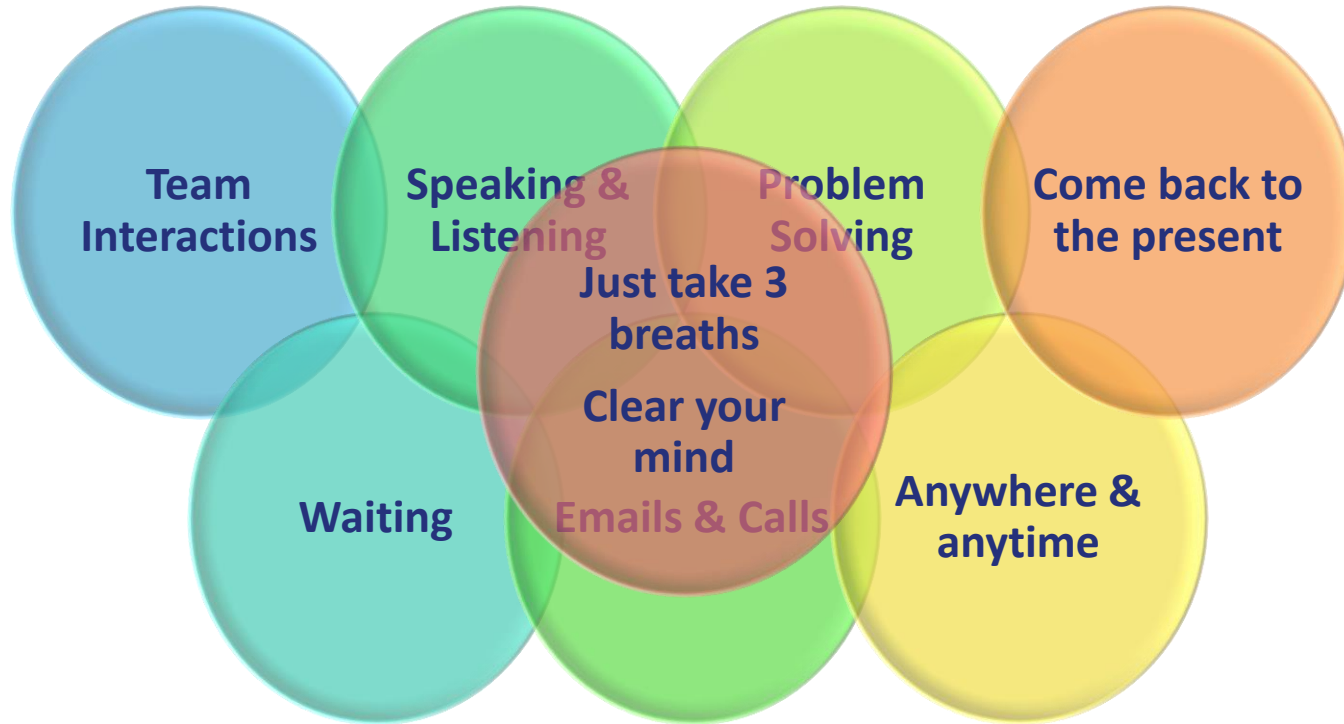 Team
Interactions
Speaking &
Listening
Problem
Solving
Come back to
the present
Just take 3
breaths
Clear your
mind
Waiting
Emails & Calls
Anywhere &
anytime